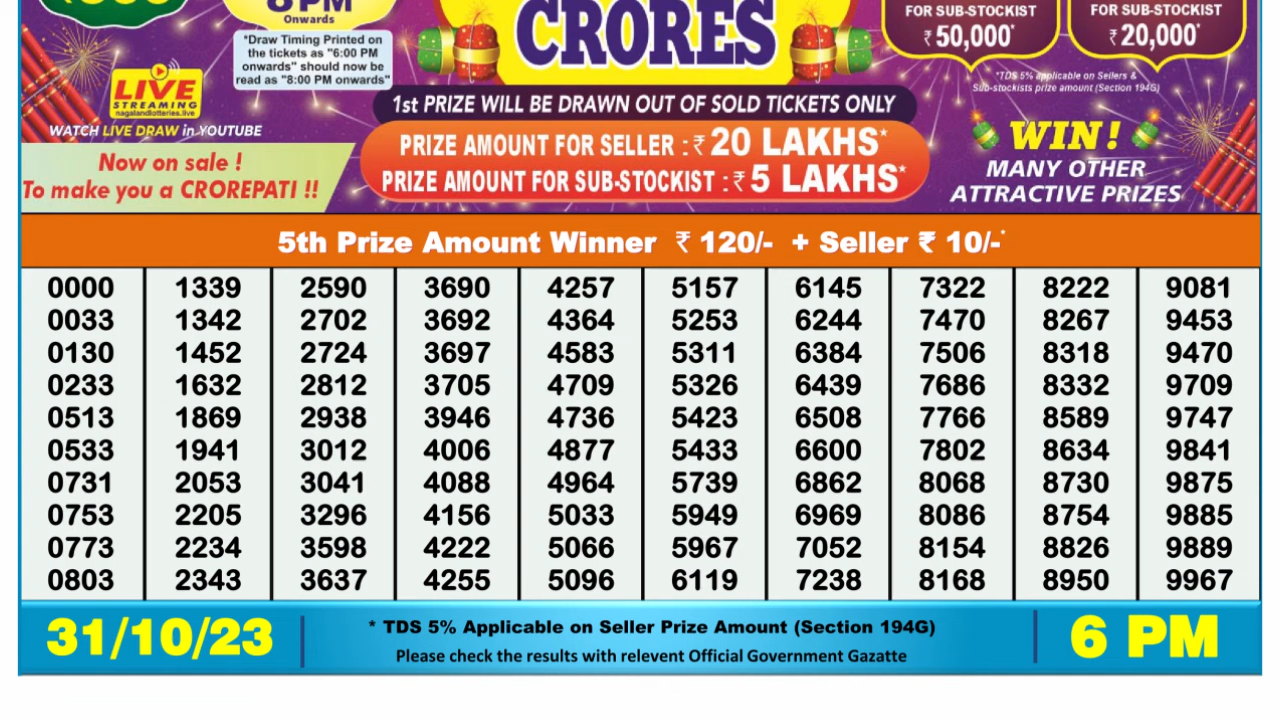 8 PM
Onwards
*Draw Timing Printed on
the tickets as "6:00 PM
onwards" should now be
read as "8:00 PM onwards"
LIVE
STREAMING
nagalandlotteries.live
WATCH LIVE DRAW in YOUTUBE
Now on sale !
To make you a CROREPATI !!
CRORES
1st PRIZE WILL BE DRAWN OUT OF SOLD TICKETS ONLY
PRIZE AMOUNT FOR SELLER : ₹ 20 LAKHS*
PRIZE AMOUNT FOR SUB-STOCKIST : ₹ 5 LAKHS*
FOR SUB-STOCKIST
₹ 50,000*
FOR SUB-STOCKIST
₹ 20,000*
*TDS 5% applicable on Sellers &
Sub-stockists prize amount (Section 194G)
WIN !
MANY OTHER
ATTRACTIVE PRIZES
5th Prize Amount Winner ₹ 120/- + Seller ₹ 10/-*
0000 1339 2590 3690 4257 5157 6145 7322 8222 9081
0033 1342 2702 3692 4364 5253 6244 7470 8267 9453
0130 1452 2724 3697 4583 5311 6384 7506 8318 9470
0233 1632 2812 3705 4709 5326 6439 7686 8332 9709
0513 1869 2938 3946 4736 5423 6508 7766 8589 9747
0533 1941 3012 4006 4877 5433 6600 7802 8634 9841
0731 2053 3041 4088 4964 5739 6862 8068 8730 9875
0753 2205 3296 4156 5033 5949 6969 8086 8754 9885
0773 2234 3598 4222 5066 5967 7052 8154 8826 9889
0803 2343 3637 4255 5096 6119 7238 8168 8950 9967
31/10/23
* TDS 5% Applicable on Seller Prize Amount (Section 194G)
Please check the results with relevent Official Government Gazatte
6 PM